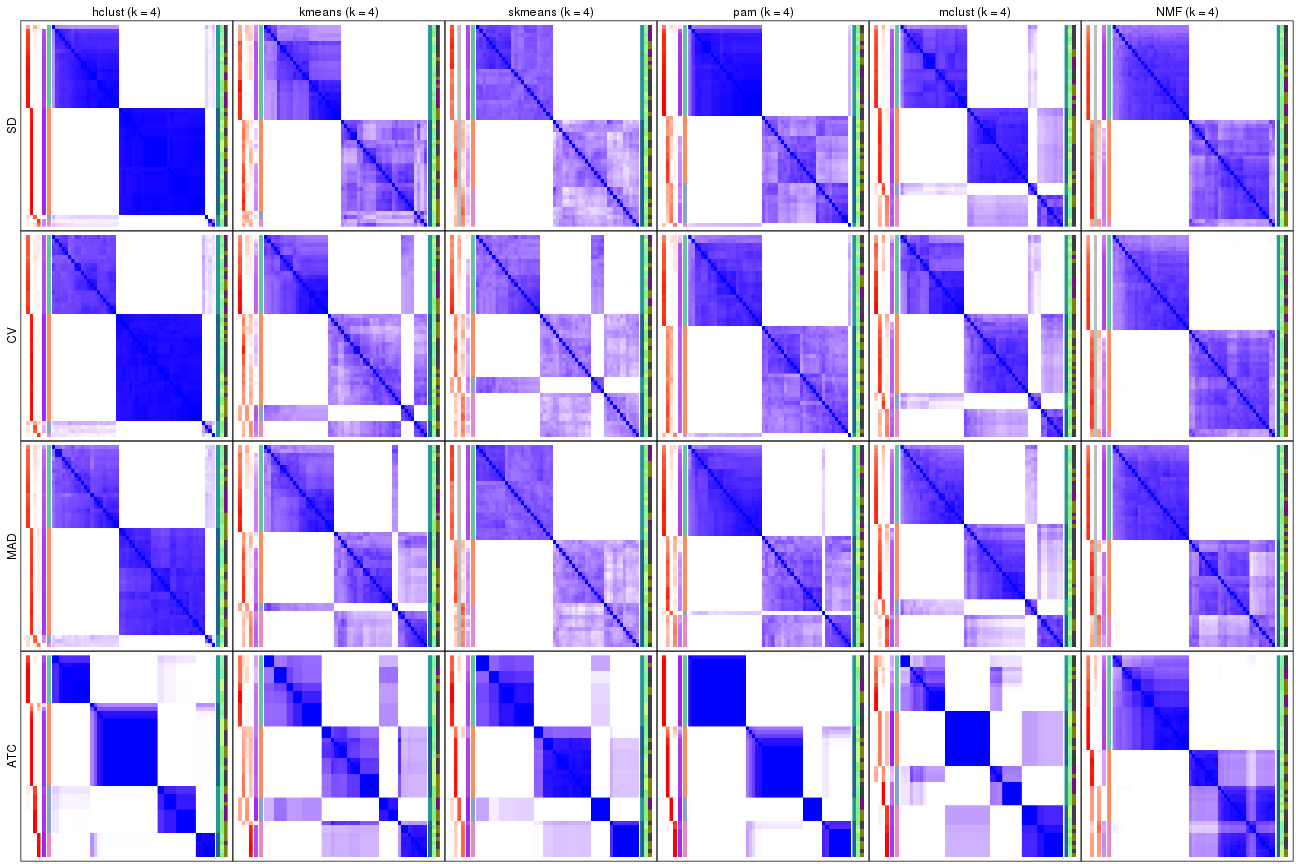 hclust (k = 4) kmeans (k = 4) skmeans (k = 4) pam (k = 4) mclust (k = 4) NMF (k = 4)
SD
CV
MAD
ATC